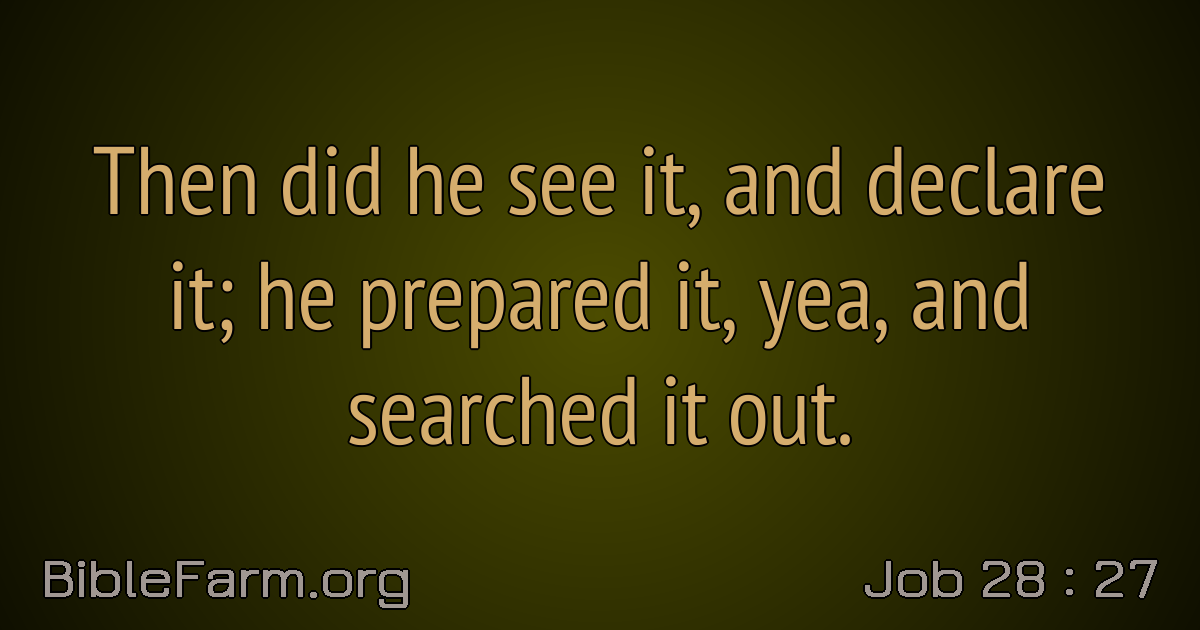 Then did he see it, and declare
it; he prepared it, yea, and
searched it out.
BibleFarm.org
Job 28 : 27